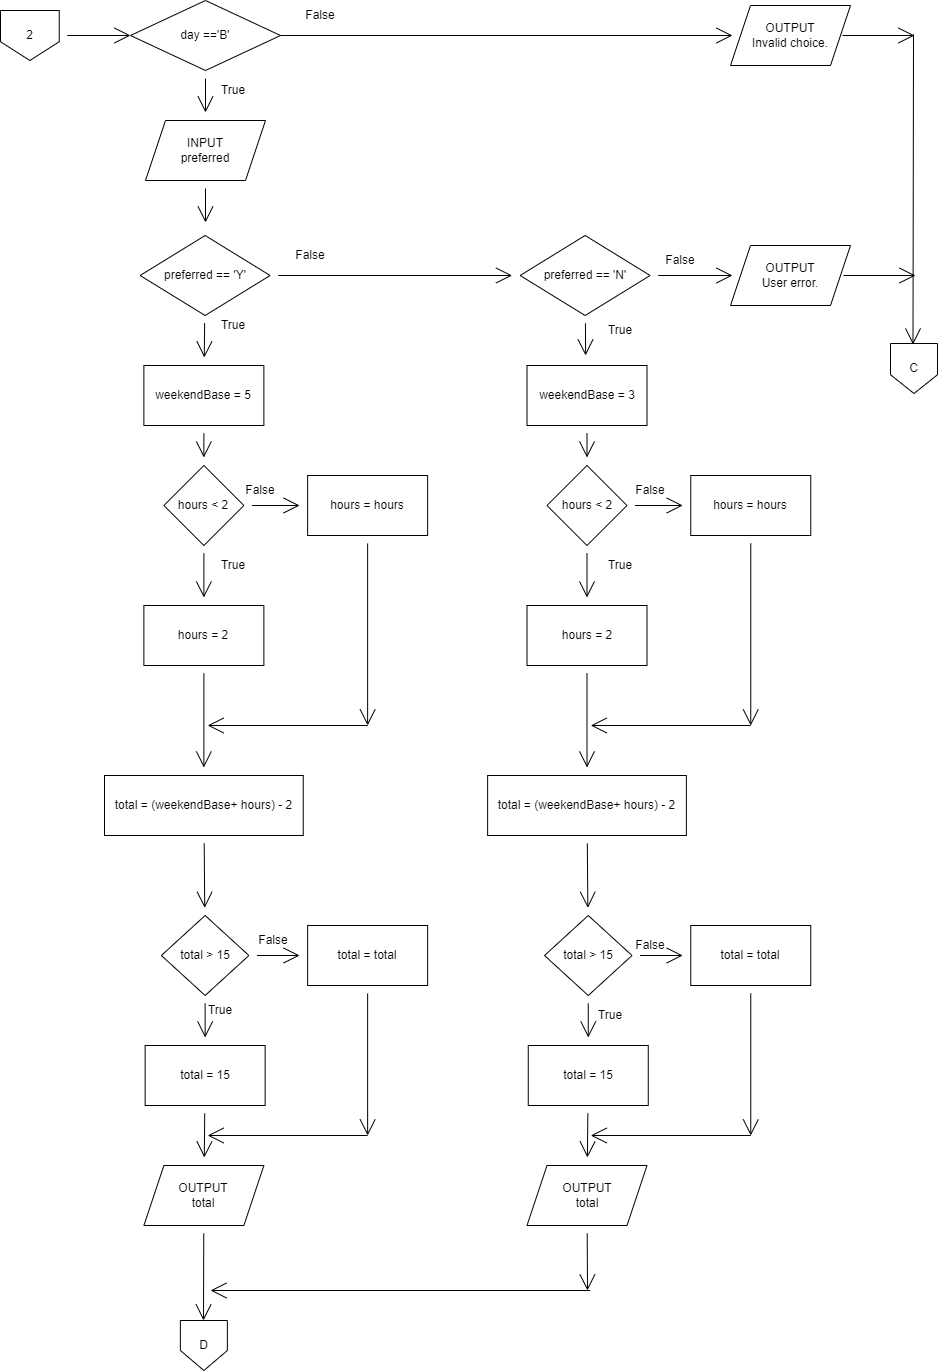 2
day =='B'
False
OUTPUT
Invalid choice.
True
INPUT
preferred
preferred == 'Y'
False
preferred == 'N'
False
OUTPUT
User error.
True
True
C
weekendBase = 5
weekendBase = 3
hours < 2
False
hours = hours
hours < 2
False
hours = hours
True
True
hours = 2
hours = 2
total = (weekendBase+ hours) - 2
total = (weekendBase+ hours) - 2
total > 15
False
total = total
total > 15
False
total = total
True
True
total = 15
total = 15
OUTPUT
total
OUTPUT
total
D